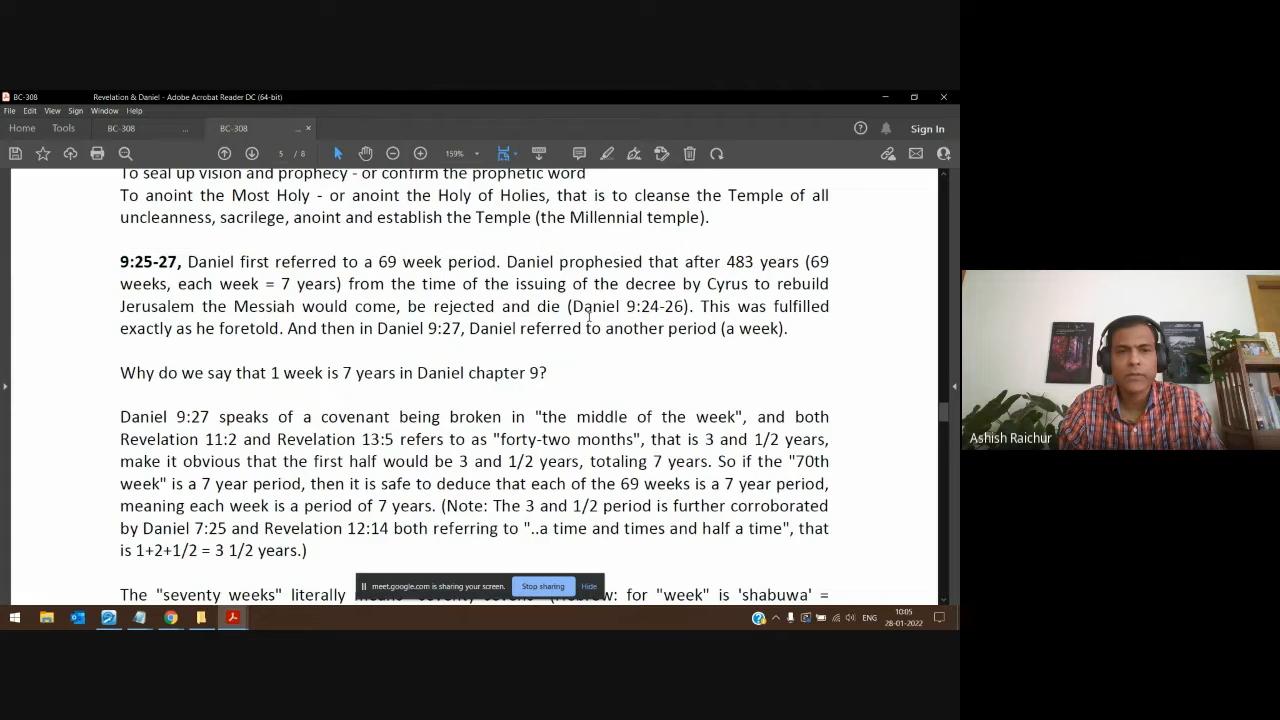 BC-308
Revelation & Daniel - Adobe Acrobat Reader DC (64-bit)
File Edit View Sign Window Help
Home Tools BC-308 ... BC-308 ... ×
Sign In
5 / 8
159%
To seal up vision and prophecy - or confirm the prophetic word
To anoint the Most Holy - or anoint the Holy of Holies, that is to cleanse the Temple of all
uncleanness, sacrilege, anoint and establish the Temple (the Millennial temple).
9:25-27, Daniel first referred to a 69 week period. Daniel prophesied that after 483 years (69
weeks, each week = 7 years) from the time of the issuing of the decree by Cyrus to rebuild
Jerusalem the Messiah would come, be rejected and die (Daniel 9:24-26). This was fulfilled
exactly as he foretold. And then in Daniel 9:27, Daniel referred to another period (a week).
Why do we say that 1 week is 7 years in Daniel chapter 9?
Daniel 9:27 speaks of a covenant being broken in "the middle of the week", and both
Revelation 11:2 and Revelation 13:5 refers to as "forty-two months", that is 3 and 1/2 years,
make it obvious that the first half would be 3 and 1/2 years, totaling 7 years. So if the "70th
week" is a 7 year period, then it is safe to deduce that each of the 69 weeks is a 7 year period,
meaning each week is a period of 7 years. (Note: The 3 and 1/2 period is further corroborated
by Daniel 7:25 and Revelation 12:14 both referring to "..a time and times and half a time", that
is 1+2+1/2 = 3 1/2 years.)
meet.google.com is sharing your screen. Stop sharing Hide
The "seventy weeks" literally for "week" is 'shabuwa' =
ENG
10:05
28-01-2022
Ashish Raichur